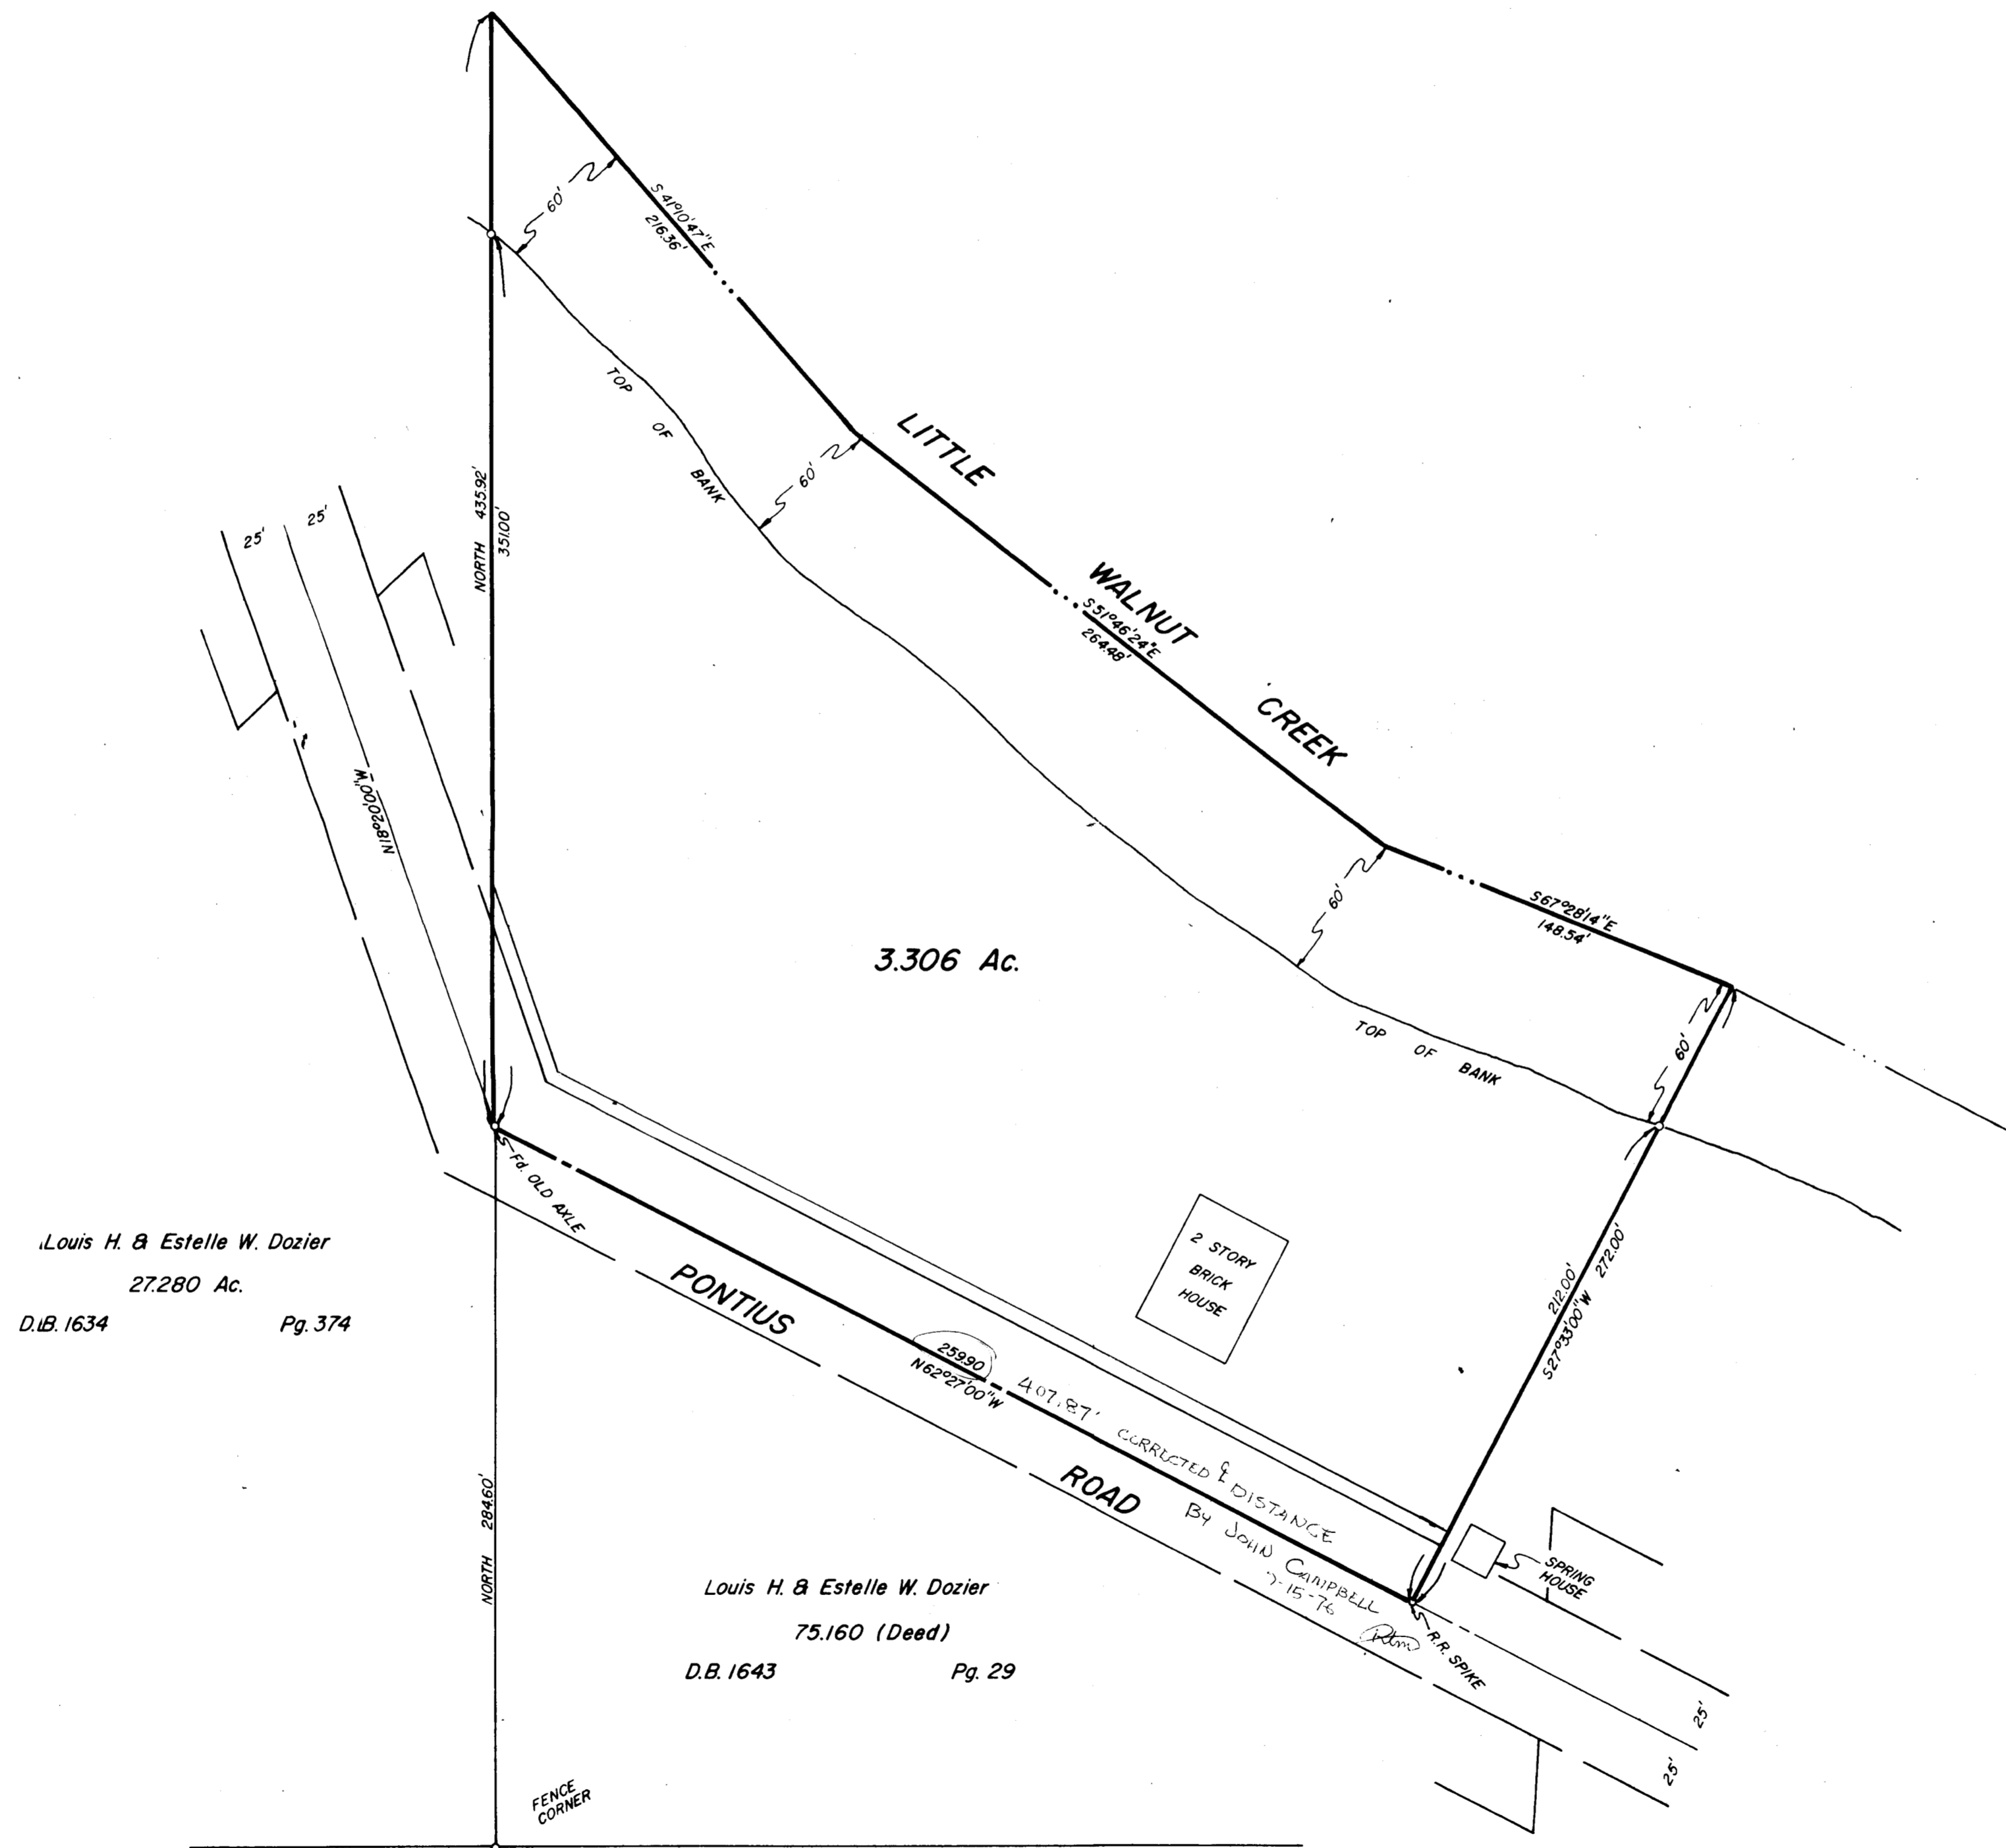 60'
S 41°10'47"E
216.36'
TOP OF BANK
LITTLE WALNUT CREEK
60'
NORTH 435.92'
351.00'
25' 25'
S 51°46'24"E
264.48'
N18°20'00"W
60'
S67°28'14"E
148.54'
3.306 Ac.
TOP OF BANK
60'
Fd. OLD AXLE
2 STORY
BRICK
HOUSE
212.00'
S27°33'00"W 272.00'
Louis H. & Estelle W. Dozier
27.280 Ac.
D.B. 1634 Pg. 374
PONTIUS ROAD
259.90
N62°27'00"W
407.87' CORRECTED ℄ DISTANCE
By JOHN CAMPBELL
7-15-76
SPRING
HOUSE
R.R. SPIKE
NORTH 284.60'
Louis H. & Estelle W. Dozier
75.160 (Deed)
D.B. 1643 Pg. 29
25'
25'
FENCE
CORNER